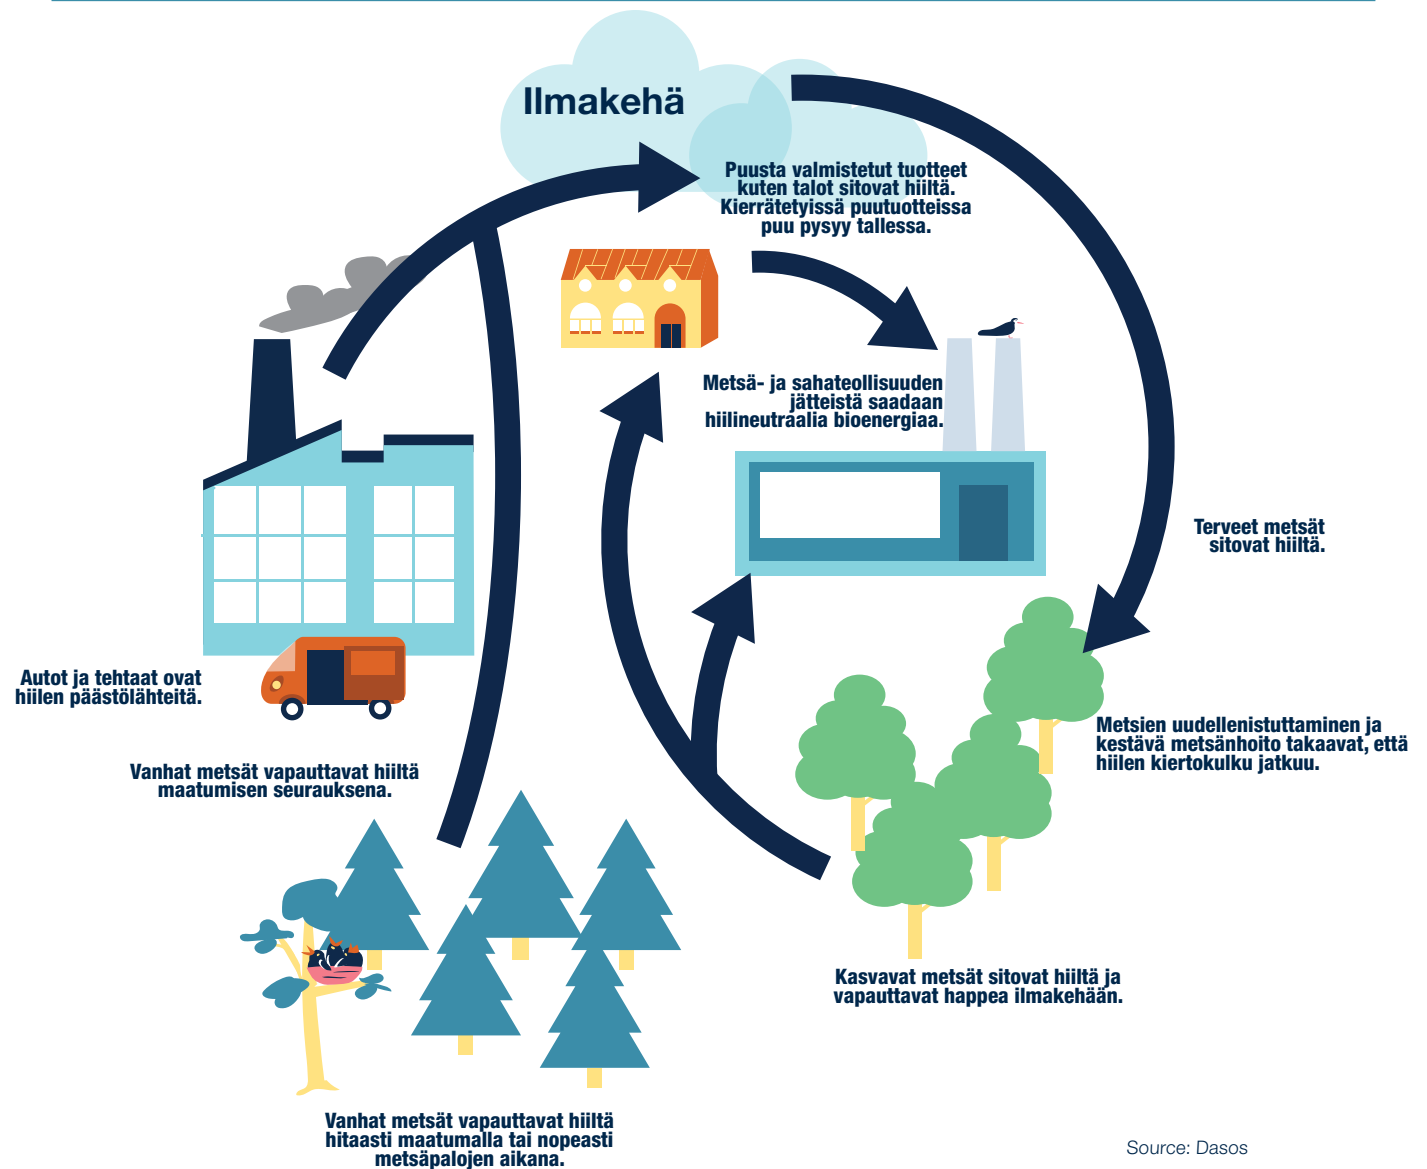 Ilmakehä
Puusta valmistetut tuotteet
kuten talot sitovat hiiltä.
Kierrätetyissä puutuotteissa
puu pysyy tallessa.
Metsä- ja sahateollisuuden
jätteistä saadaan
hiilineutraalia bioenergiaa.
Terveet metsät
sitovat hiiltä.
Autot ja tehtaat ovat
hiilen päästölähteitä.
Metsien uudellenistuttaminen ja
kestävä metsänhoito takaavat, että
hiilen kiertokulku jatkuu.
Vanhat metsät vapauttavat hiiltä
maatumisen seurauksena.
Kasvavat metsät sitovat hiiltä ja
vapauttavat happea ilmakehään.
Vanhat metsät vapauttavat hiiltä
hitaasti maatumalla tai nopeasti
metsäpalojen aikana.
Source: Dasos